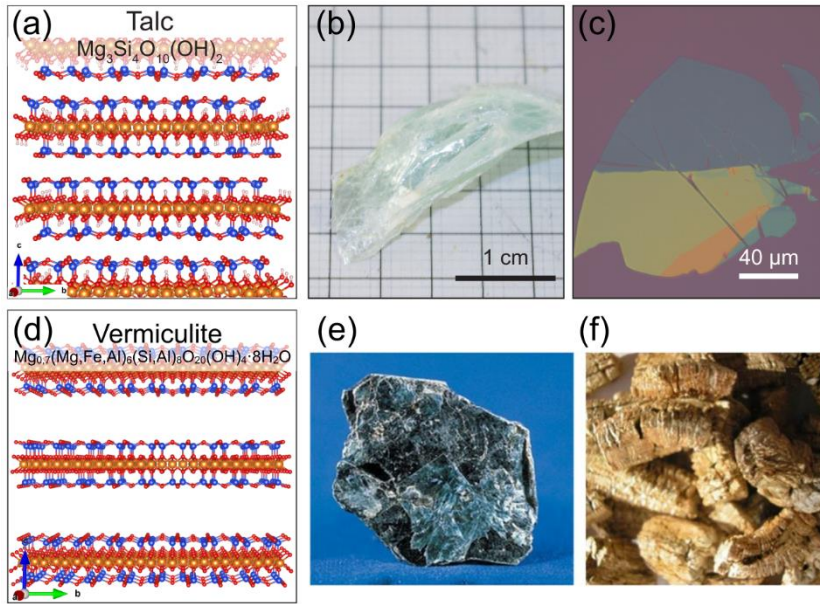 (a)
Talc
Mg₃Si₄O₁₀(OH)₂
c
a
b
(b)
1 cm
(c)
40 µm
(d)
Vermiculite
Mg₀,₇(Mg,Fe,Al)₆(Si,Al)₈O₂₀(OH)₄·8H₂O
b
(e)
(f)